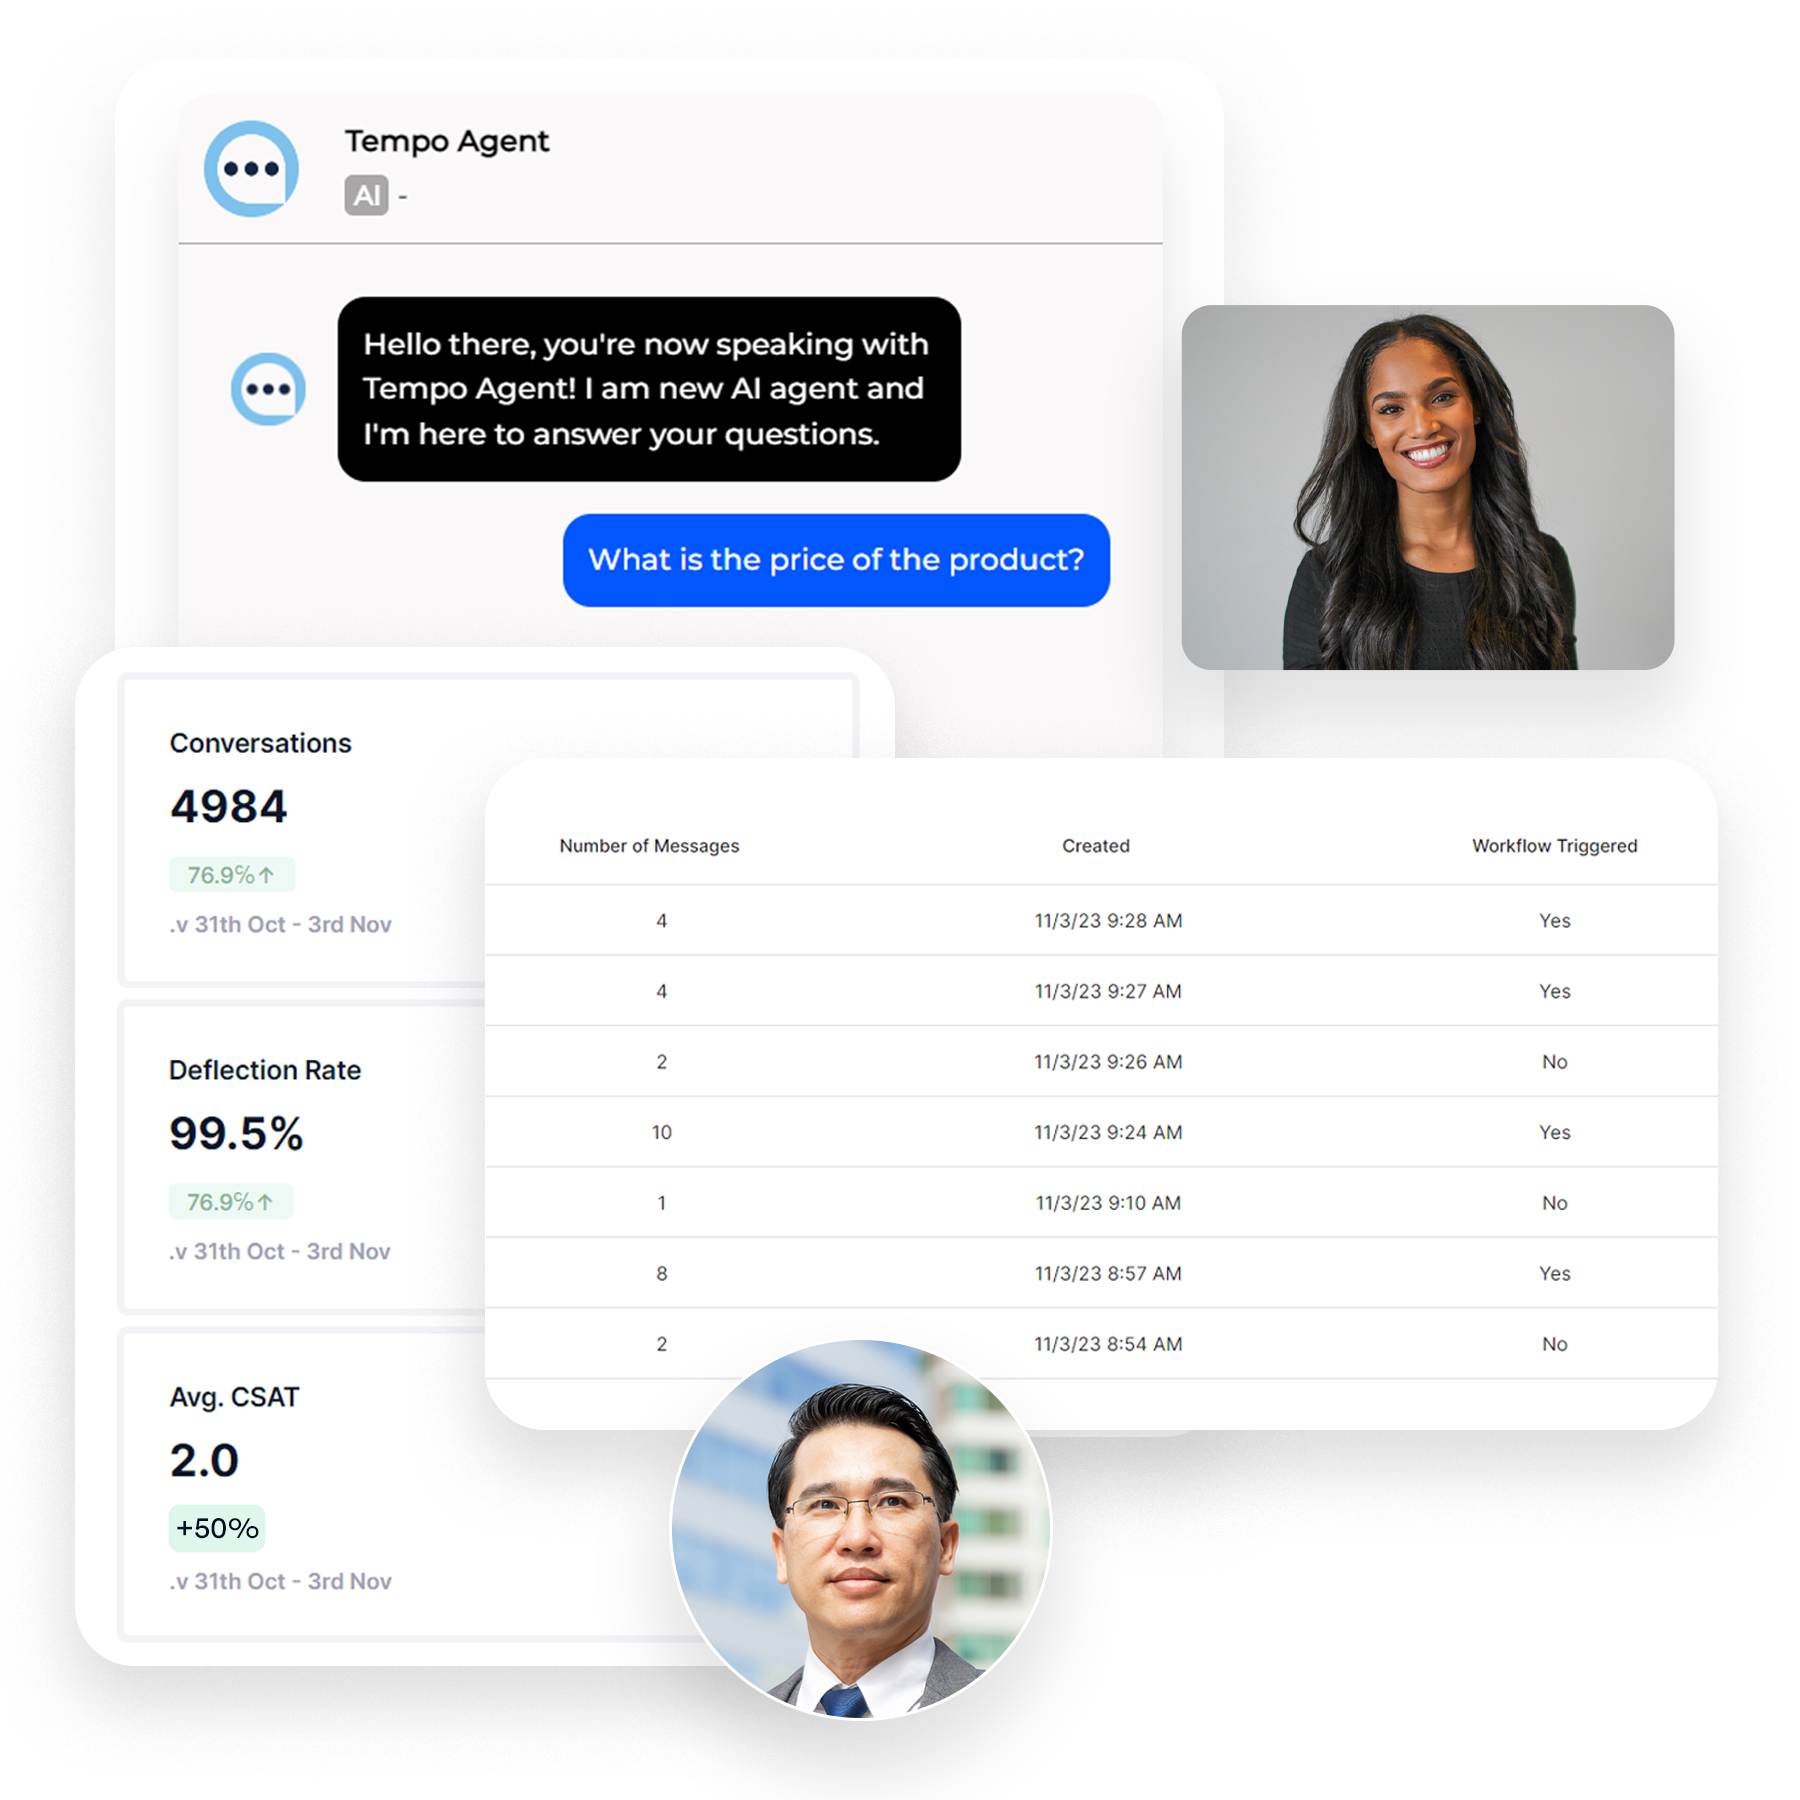 Tempo Agent
AI -
Hello there, you're now speaking with
Tempo Agent! I am new AI agent and
I'm here to answer your questions.
What is the price of the product?
Conversations
4984
76.9%↑
.v 31th Oct - 3rd Nov
Deflection Rate
99.5%
76.9%↑
.v 31th Oct - 3rd Nov
Avg. CSAT
2.0
+50%
.v 31th Oct - 3rd Nov
Number of Messages Created Workflow Triggered
4 11/3/23 9:28 AM Yes
4 11/3/23 9:27 AM Yes
2 11/3/23 9:26 AM No
10 11/3/23 9:24 AM Yes
1 11/3/23 9:10 AM No
8 11/3/23 8:57 AM Yes
2 11/3/23 8:54 AM No